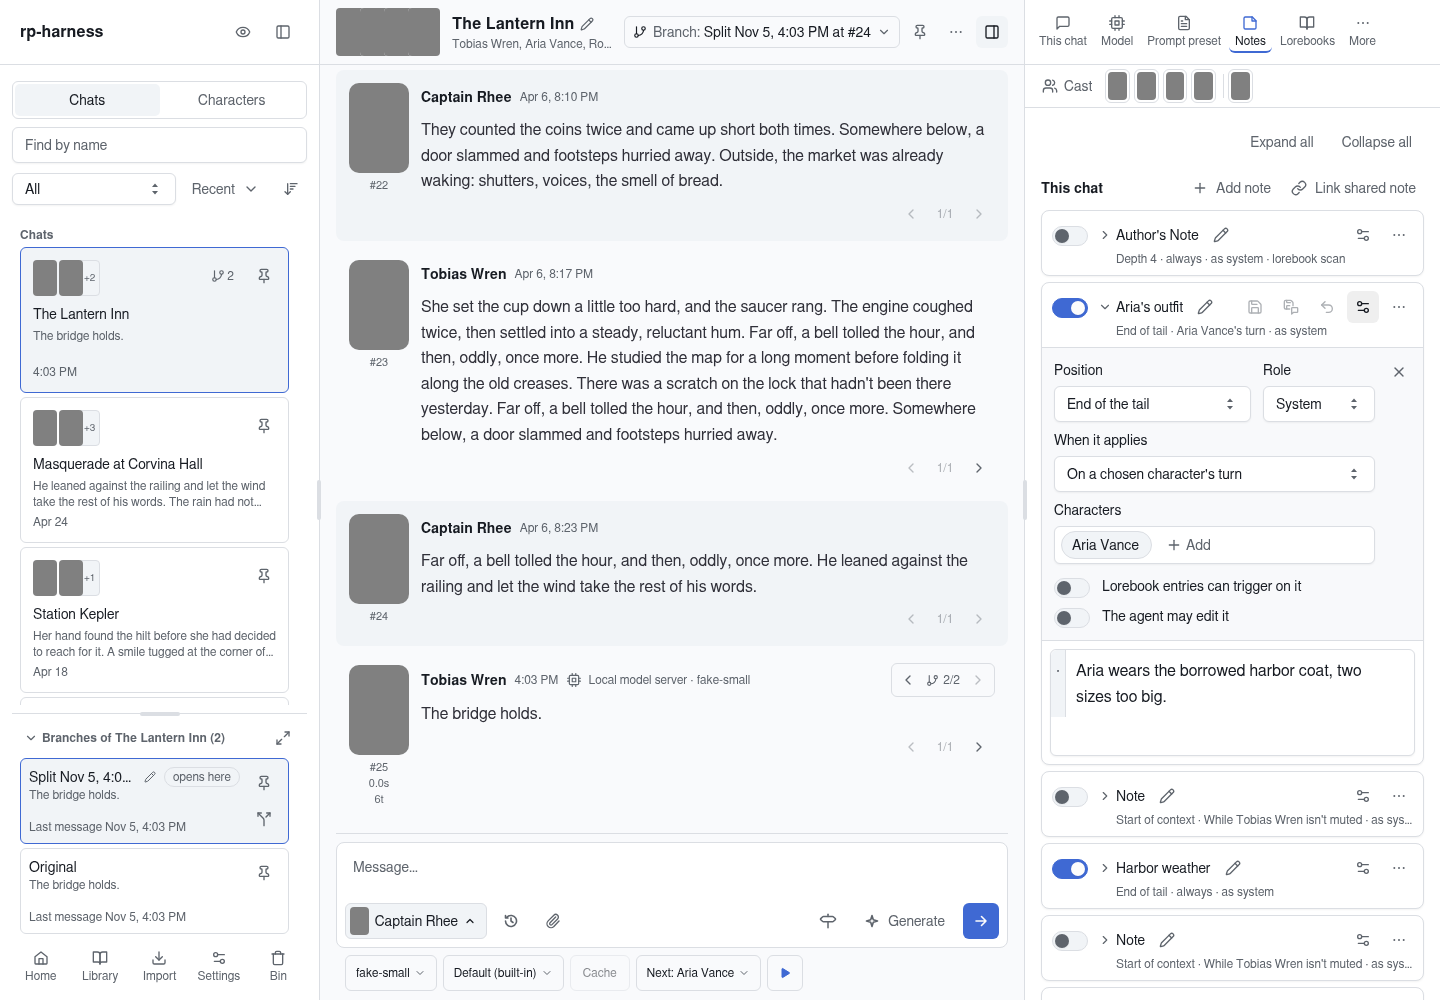 rp-harness
Chats
Characters
Find by name
All
Recent
Chats
+2
2
The Lantern Inn
The bridge holds.
4:03 PM
+3
Masquerade at Corvina Hall
He leaned against the railing and let the wind
take the rest of his words. The rain had not…
Apr 24
+1
Station Kepler
Her hand found the hilt before she had decided
to reach for it. A smile tugged at the corner of…
Apr 18
Branches of The Lantern Inn (2)
Split Nov 5, 4:0…
opens here
The bridge holds.
Last message Nov 5, 4:03 PM
Original
The bridge holds.
Last message Nov 5, 4:03 PM
Home
Library
Import
Settings
Bin
The Lantern Inn
Tobias Wren, Aria Vance, Ro…
Branch: Split Nov 5, 4:03 PM at #24
Captain Rhee Apr 6, 8:10 PM
They counted the coins twice and came up short both times. Somewhere below, a
door slammed and footsteps hurried away. Outside, the market was already
waking: shutters, voices, the smell of bread.
#22
1/1
Tobias Wren Apr 6, 8:17 PM
She set the cup down a little too hard, and the saucer rang. The engine coughed
twice, then settled into a steady, reluctant hum. Far off, a bell tolled the hour, and
then, oddly, once more. He studied the map for a long moment before folding it
along the old creases. There was a scratch on the lock that hadn't been there
yesterday. Far off, a bell tolled the hour, and then, oddly, once more. Somewhere
below, a door slammed and footsteps hurried away.
#23
1/1
Captain Rhee Apr 6, 8:23 PM
Far off, a bell tolled the hour, and then, oddly, once more. He leaned against the
railing and let the wind take the rest of his words.
#24
1/1
Tobias Wren 4:03 PM Local model server · fake-small
2/2
The bridge holds.
1/1
#25
0.0s
6t
Message…
Captain Rhee
Generate
fake-small
Default (built-in)
Cache
Next: Aria Vance
This chat
Model
Prompt preset
Notes
Lorebooks
More
Cast
Expand all
Collapse all
This chat
Add note
Link shared note
Author's Note
Depth 4 · always · as system · lorebook scan
Aria's outfit
End of tail · Aria Vance's turn · as system
Position
Role
End of the tail
System
When it applies
On a chosen character's turn
Characters
Aria Vance
Add
Lorebook entries can trigger on it
The agent may edit it
Aria wears the borrowed harbor coat, two
sizes too big.
Note
Start of context · While Tobias Wren isn't muted · as sys…
Harbor weather
End of tail · always · as system
Note
Start of context · While Tobias Wren isn't muted · as sys…